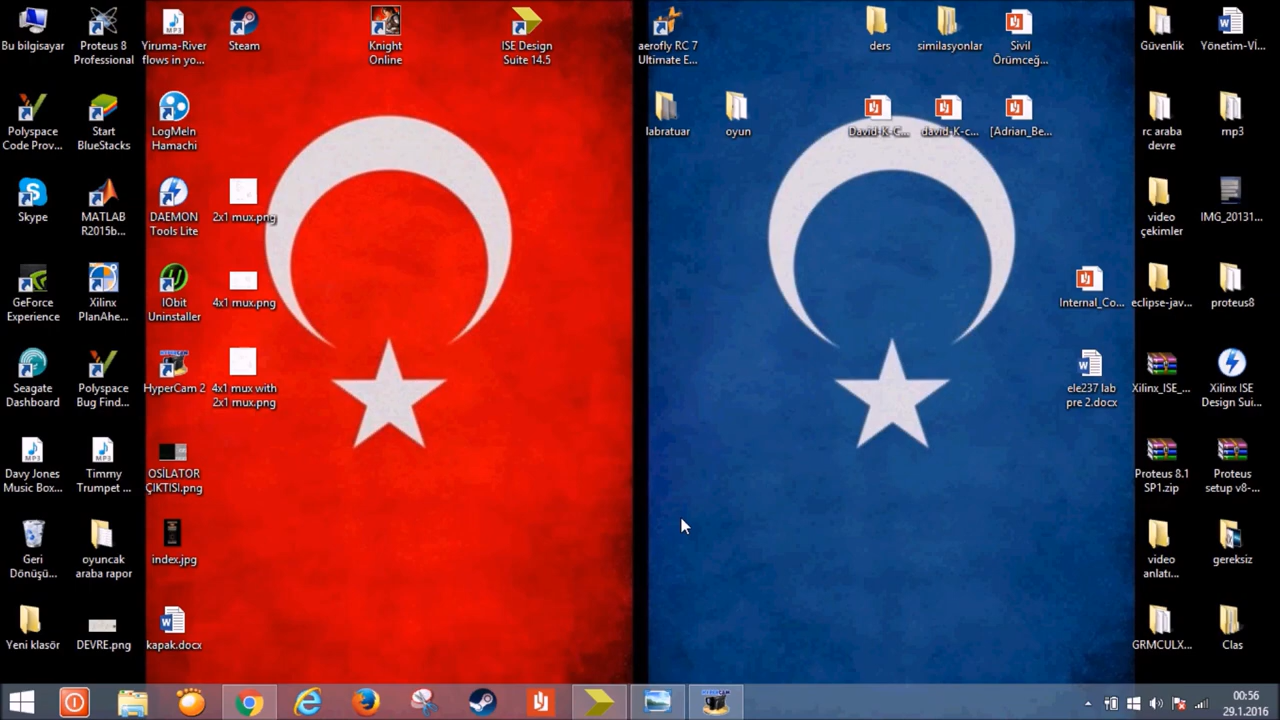 Bu bilgisayar
Proteus 8
Professional
Yiruma-River
flows in yo...
Steam
Knight
Online
ISE Design
Suite 14.5
aerofly RC 7
Ultimate E...
ders
similasyonlar
Sivil
Örümceğ...
Güvenlik
Yönetim-Vİ...
Polyspace
Code Prov...
Start
BlueStacks
LogMeIn
Hamachi
labratuar
oyun
David-K-C...
david-K-c...
[Adrian_Be...
rc araba
devre
mp3
Skype
MATLAB
R2015b...
DAEMON
Tools Lite
2x1 mux.png
video
çekimler
IMG_20131...
GeForce
Experience
Xilinx
PlanAhe...
IObit
Uninstaller
4x1 mux.png
Internal_Co...
eclipse-jav...
proteus8
Seagate
Dashboard
Polyspace
Bug Find...
HyperCam 2
4x1 mux with
2x1 mux.png
ele237 lab
pre 2.docx
Xilinx_ISE_...
Xilinx ISE
Design Sui...
Davy Jones
Music Box...
Timmy
Trumpet ...
OSİLATOR
ÇIKTISI.png
Proteus 8.1
SP1.zip
Proteus
setup v8-...
Geri
Dönüşü...
oyuncak
araba rapor
index.jpg
video
anlatı...
gereksiz
Yeni klasör
DEVRE.png
kapak.docx
GRMCULX...
Clas
00:56
29.1.2016